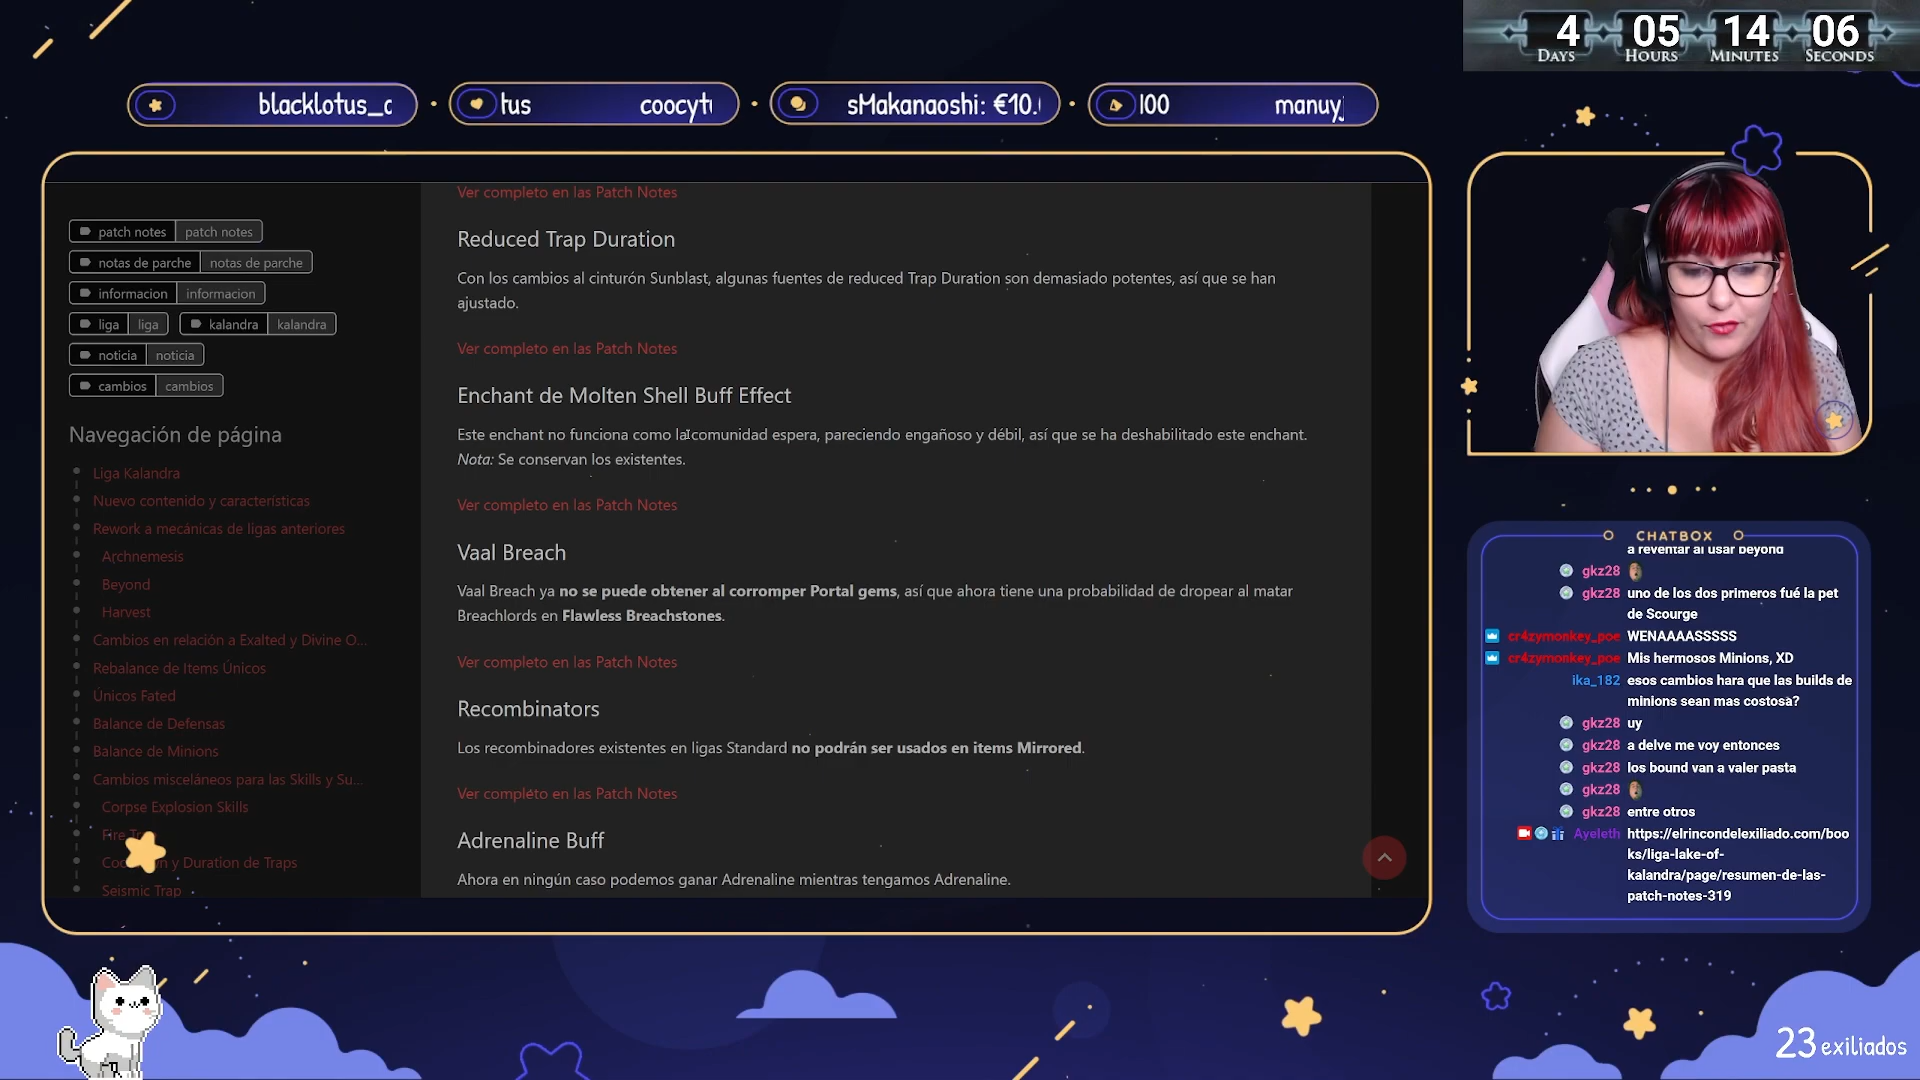 4 05 14 06
DAYS HOURS MINUTES SECONDS
blacklotus_c
tus coocyt
sMakanaoshi: €10.
100 manuy
Ver completo en las Patch Notes
Reduced Trap Duration
Con los cambios al cinturón Sunblast, algunas fuentes de reduced Trap Duration son demasiado potentes, así que se han
ajustado.
Ver completo en las Patch Notes
Enchant de Molten Shell Buff Effect
Este enchant no funciona como la comunidad espera, pareciendo engañoso y débil, así que se ha deshabilitado este enchant.
Nota: Se conservan los existentes.
Ver completo en las Patch Notes
Vaal Breach
Vaal Breach ya no se puede obtener al corromper Portal gems, así que ahora tiene una probabilidad de dropear al matar
Breachlords en Flawless Breachstones.
Ver completo en las Patch Notes
Recombinators
Los recombinadores existentes en ligas Standard no podrán ser usados en items Mirrored.
Ver completo en las Patch Notes
Adrenaline Buff
Ahora en ningún caso podemos ganar Adrenaline mientras tengamos Adrenaline.
patch notes patch notes
notas de parche notas de parche
informacion informacion
liga liga kalandra kalandra
noticia noticia
cambios cambios
Navegación de página
Liga Kalandra
Nuevo contenido y características
Rework a mecánicas de ligas anteriores
Archnemesis
Beyond
Harvest
Cambios en relación a Exalted y Divine O...
Rebalance de Items Únicos
Únicos Fated
Balance de Defensas
Balance de Minions
Cambios misceláneos para las Skills y Su...
Corpse Explosion Skills
Fire
y Duration de Traps
Seismic Trap
CHATBOX
a reventar al usar beyond
gkz28
gkz28 uno de los dos primeros fué la pet
de Scourge
cr4zymonkey_poe WENAAAASSSSS
cr4zymonkey_poe Mis hermosos Minions, XD
ika_182 esos cambios hara que las builds de
minions sean mas costosa?
gkz28 uy
gkz28 a delve me voy entonces
gkz28 los bound van a valer pasta
gkz28
gkz28 entre otros
Ayeleth https://elrincondelexiliado.com/boo
ks/liga-lake-of-
kalandra/page/resumen-de-las-
patch-notes-319
23 exiliados